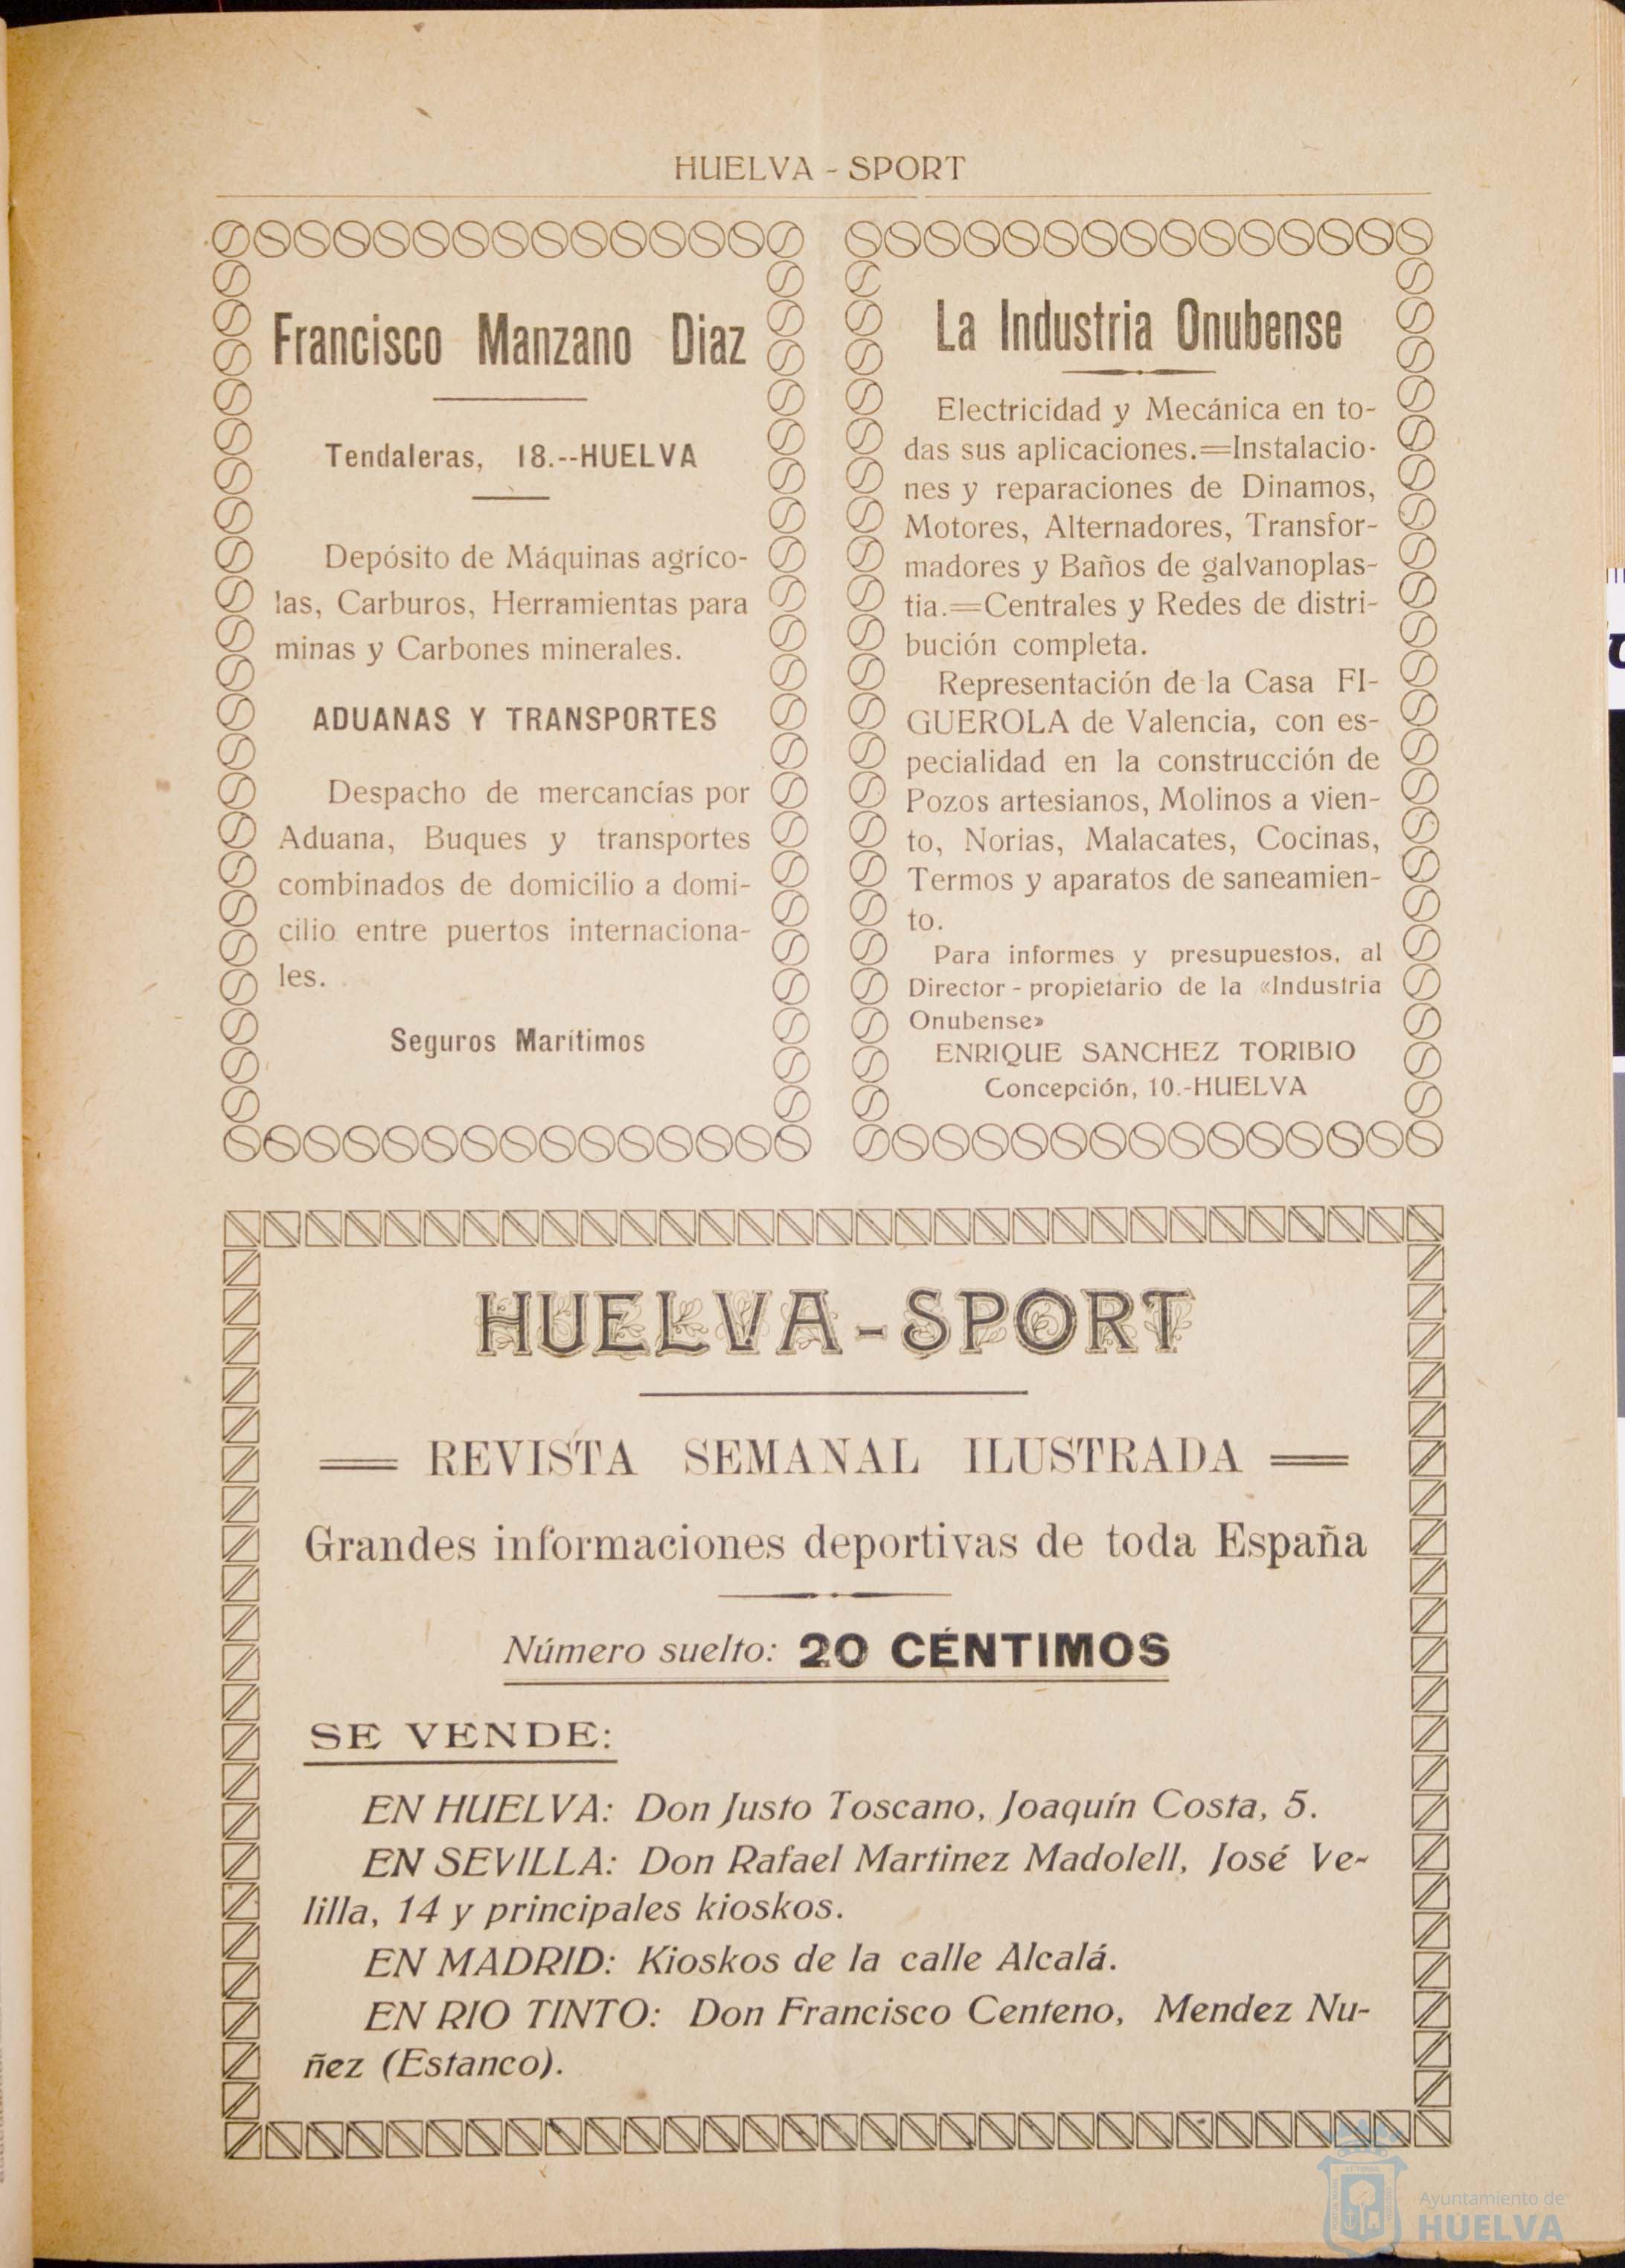 HUELVA - SPORT
Francisco Manzano Diaz
Tendaleras, 18.--HUELVA
Depósito de Máquinas agríco-
las, Carburos, Herramientas para
minas y Carbones minerales.
ADUANAS Y TRANSPORTES
Despacho de mercancías por
Aduana, Buques y transportes
combinados de domicilio a domi-
cilio entre puertos internaciona-
les.
Seguros Marítimos
La Industria Onubense
Electricidad y Mecánica en to-
das sus aplicaciones.=Instalacio-
nes y reparaciones de Dinamos,
Motores, Alternadores, Transfor-
madores y Baños de galvanoplas-
tia.=Centrales y Redes de distri-
bución completa.
Representación de la Casa FI-
GUEROLA de Valencia, con es-
pecialidad en la construcción de
Pozos artesianos, Molinos a vien-
to, Norias, Malacates, Cocinas,
Termos y aparatos de saneamien-
to.
Para informes y presupuestos, al
Director - propietario de la «Industria
Onubense»
ENRIQUE SANCHEZ TORIBIO
Concepción, 10.-HUELVA
HUELVA-SPORT
REVISTA SEMANAL ILUSTRADA
Grandes informaciones deportivas de toda España
Número suelto: 20 CÉNTIMOS
SE VENDE:
EN HUELVA: Don Justo Toscano, Joaquín Costa, 5.
EN SEVILLA: Don Rafael Martinez Madolell, José Ve-
lilla, 14 y principales kioskos.
EN MADRID: Kioskos de la calle Alcalá.
EN RIO TINTO: Don Francisco Centeno, Mendez Nu-
ñez (Estanco).
Ayuntamiento de
HUELVA